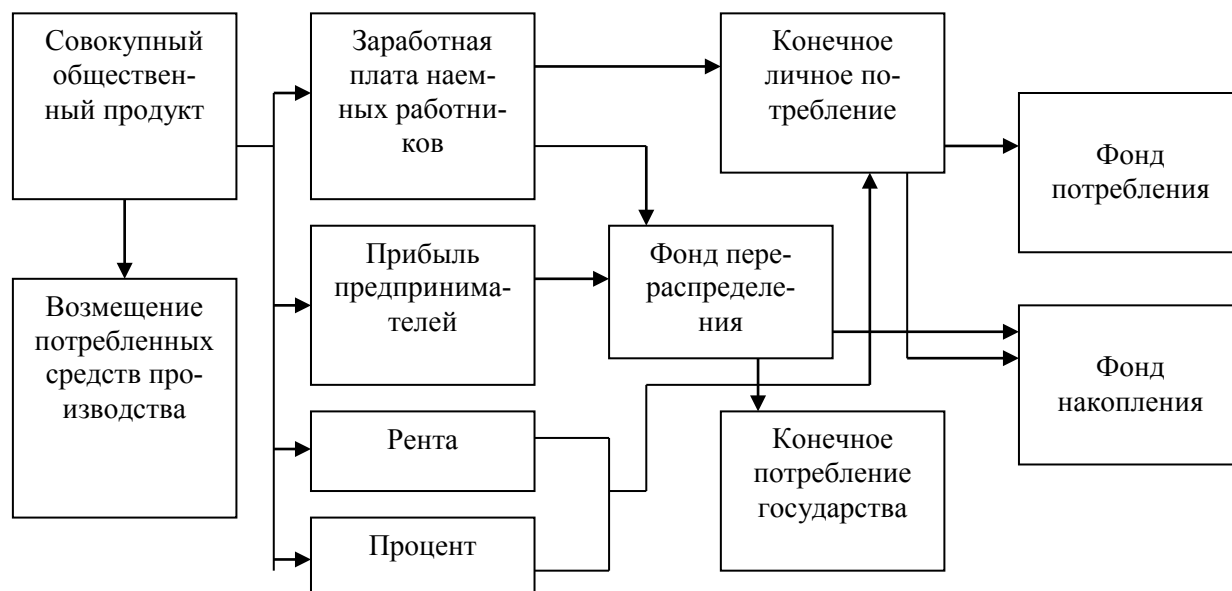 Совокупный
обществен-
ный продукт
Возмещение
потребленных
средств про-
изводства
Заработная
плата наем-
ных работни-
ков
Прибыль
предпринима-
телей
Рента
Процент
Фонд пере-
распределе-
ния
Конечное
личное по-
требление
Конечное
потребление
государства
Фонд
потребления
Фонд
накопления